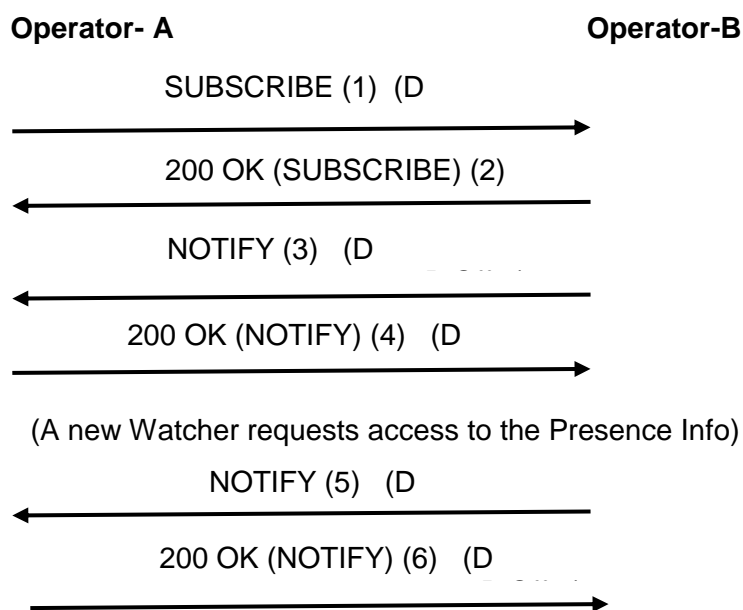 Operator- A Operator-B
SUBSCRIBE (1) (D
200 OK (SUBSCRIBE) (2)
NOTIFY (3) (D
200 OK (NOTIFY) (4) (D
(A new Watcher requests access to the Presence Info)
NOTIFY (5) (D
200 OK (NOTIFY) (6) (D